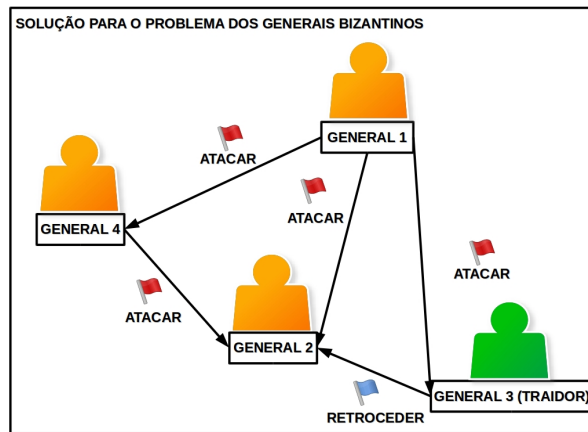 SOLUÇÃO PARA O PROBLEMA DOS GENERAIS BIZANTINOS
GENERAL 1
ATACAR
ATACAR
GENERAL 4
ATACAR
ATACAR
GENERAL 2
GENERAL 3 (TRAIDOR)
RETROCEDER